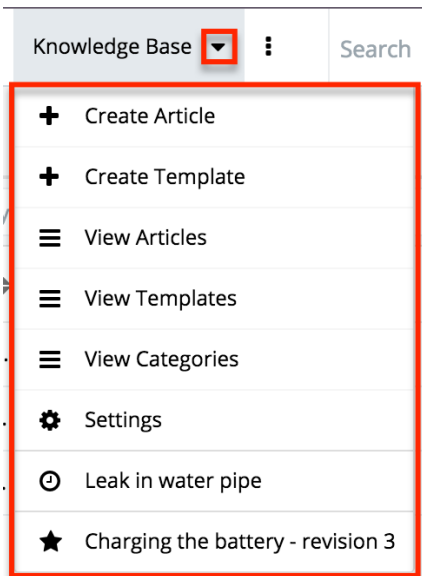 Knowledge Base
Search
Create Article
Create Template
View Articles
View Templates
View Categories
Settings
Leak in water pipe
Charging the battery - revision 3